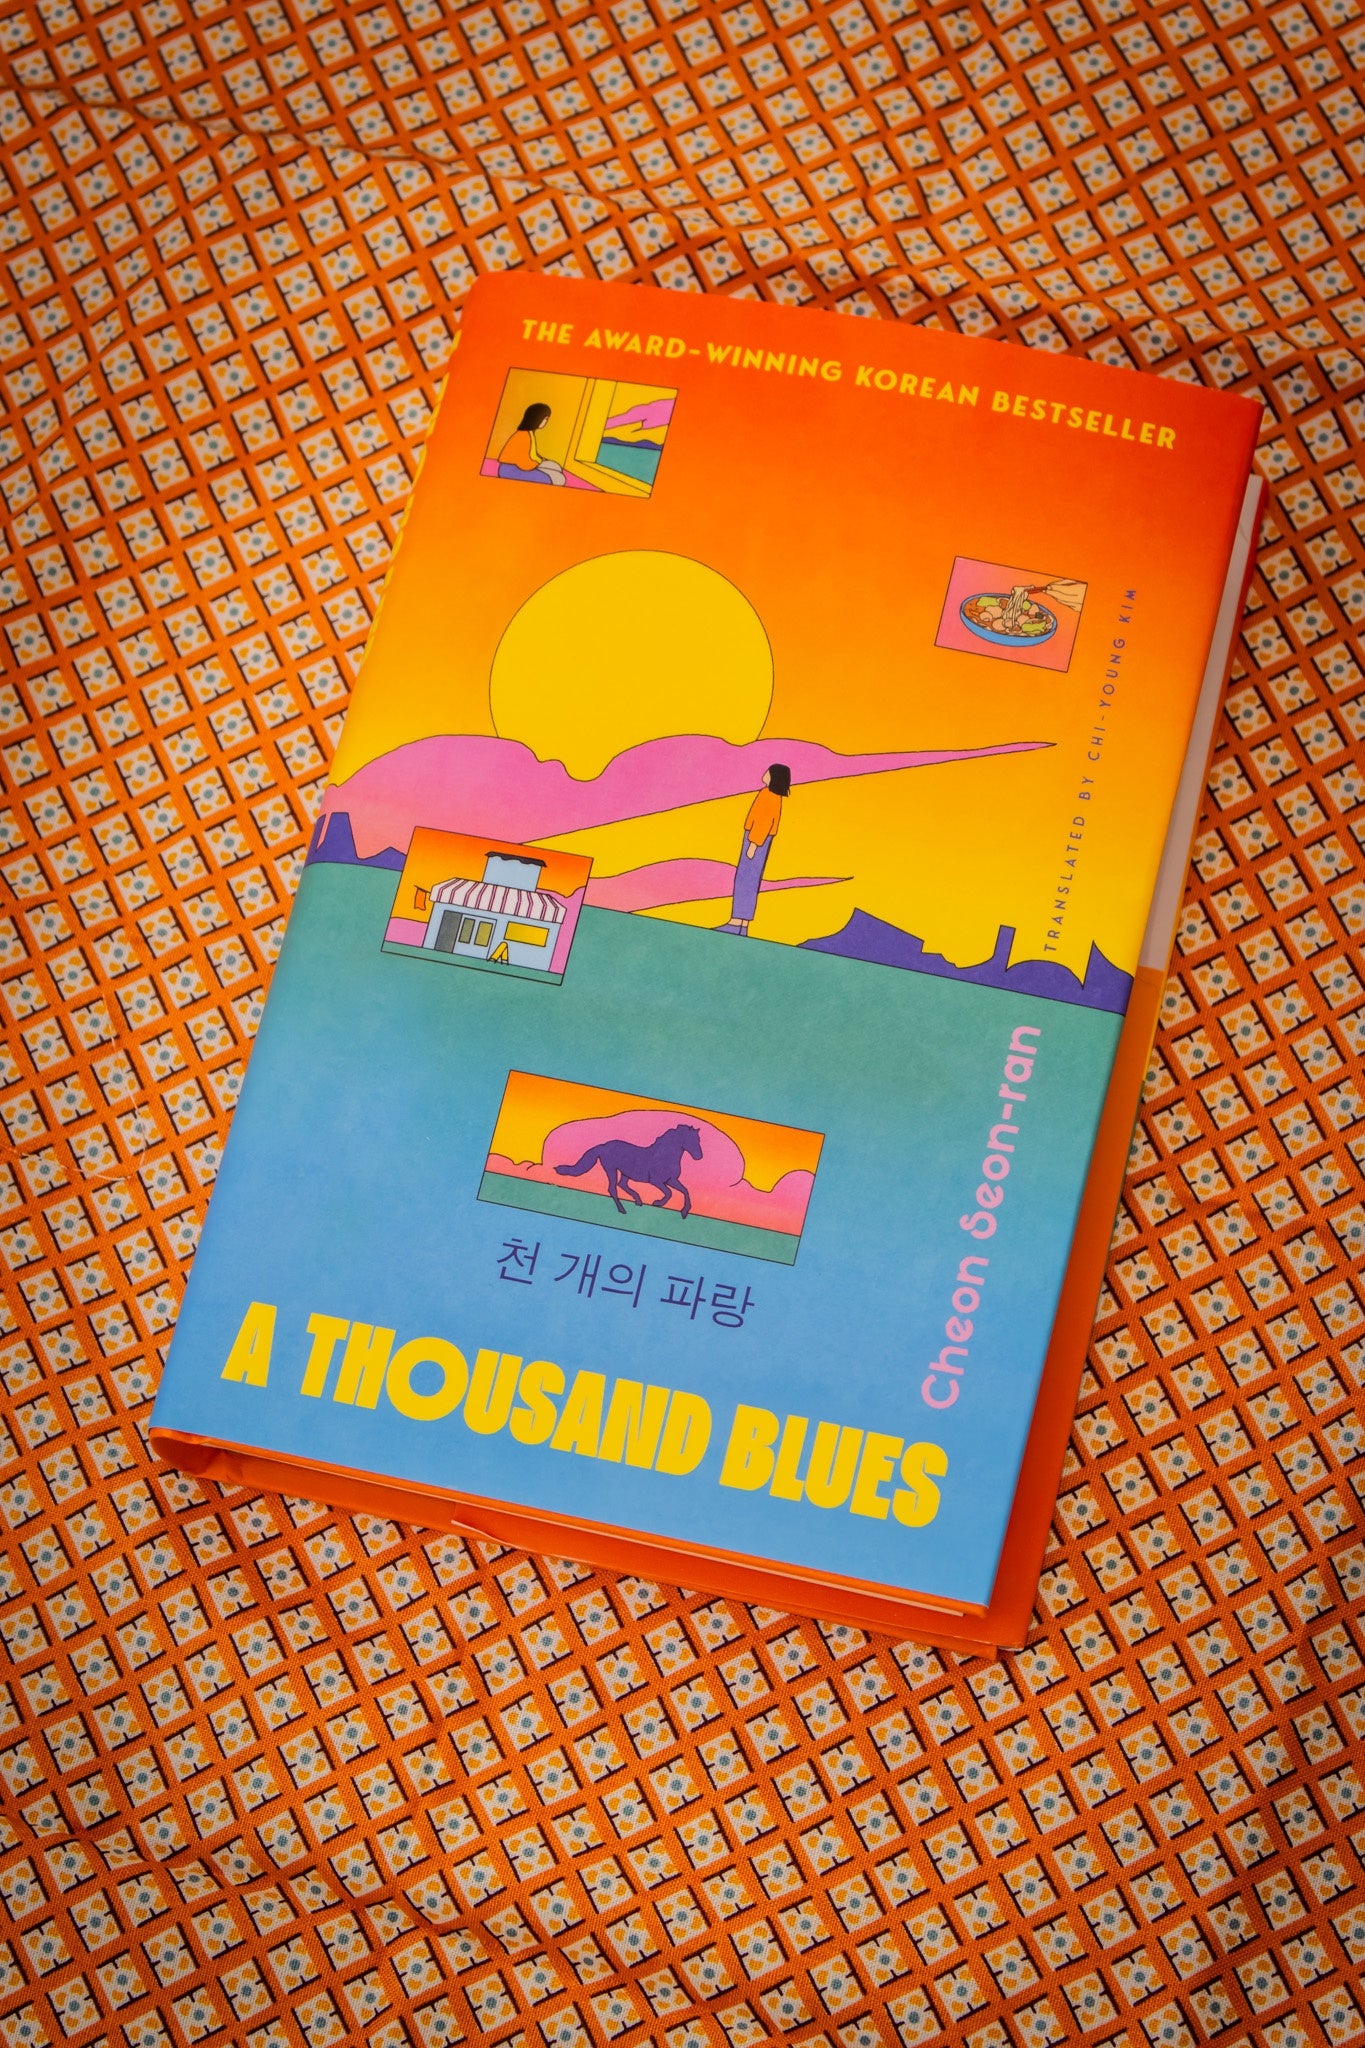 THE AWARD-WINNING KOREAN BESTSELLER
TRANSLATED BY CHI-YOUNG KIM
Cheon Seon-ran
천 개의 파랑
A THOUSAND BLUES